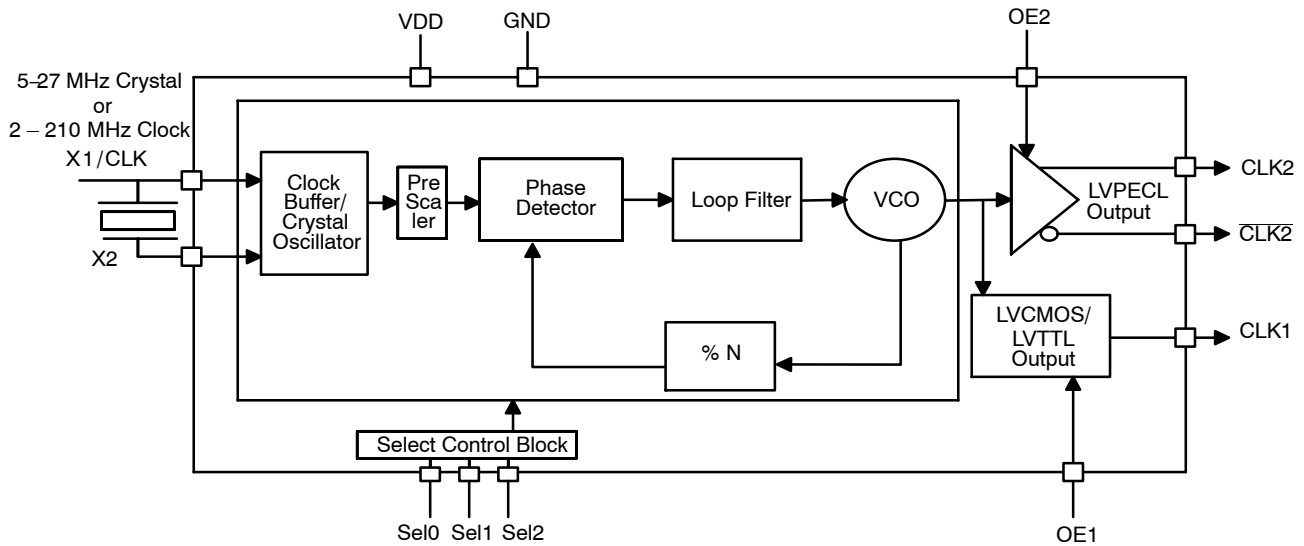 VDD
GND
OE2
5–27 MHz Crystal
or
2 – 210 MHz Clock
X1/CLK
X2
Clock
Buffer/
Crystal
Oscillator
Pre
Sca
ler
Phase
Detector
Loop Filter
VCO
% N
LVPECL
Output
CLK2
CLK2
LVCMOS/
LVTTL
Output
CLK1
Select Control Block
Sel0
Sel1
Sel2
OE1